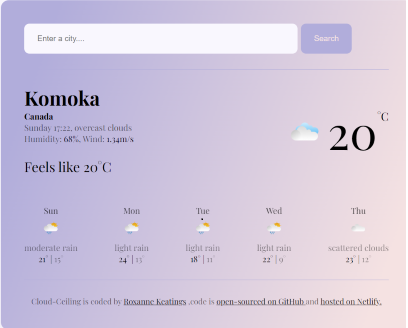 Enter a city.... Search
Komoka
Canada
Sunday 17:22, overcast clouds
Humidity: 68%, Wind: 1.34m/s
20°C
Feels like 20°C
Sun Mon Tue Wed Thu
moderate rain light rain light rain light rain scattered clouds
21° | 15° 24° | 13° 18° | 11° 22° | 9° 23° | 12°
Cloud-Ceiling is coded by Roxanne Keatings ,code is open-sourced on GitHub and hosted on Netlify.